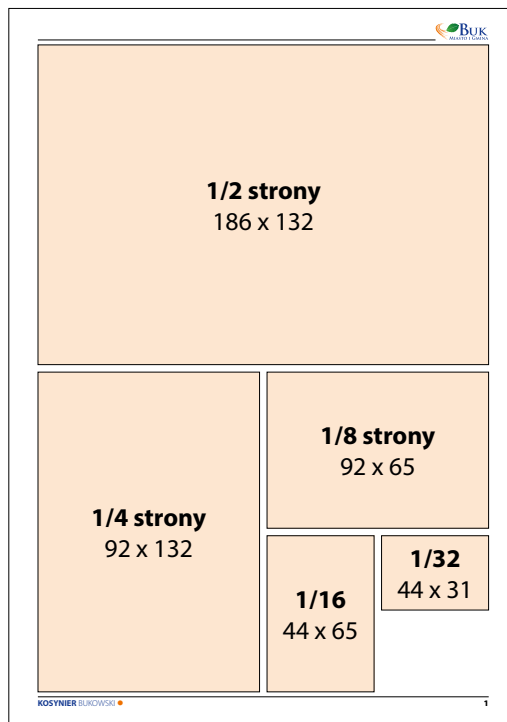 BUK
MIASTO I GMINA
1/2 strony
186 x 132
1/4 strony
92 x 132
1/8 strony
92 x 65
1/16
44 x 65
1/32
44 x 31
KOSYNIER BUKOWSKI
1